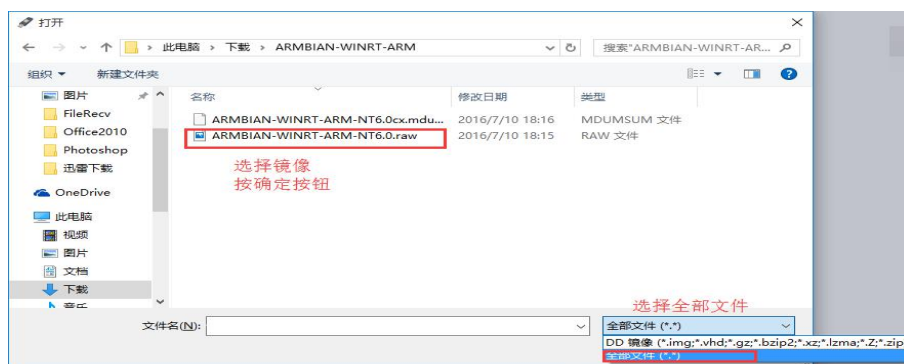 打开
此电脑 > 下载 > ARMBIAN-WINRT-ARM
搜索"ARMBIAN-WINRT-AR...
组织
新建文件夹
图片
FileRecv
Office2010
Photoshop
迅雷下载
OneDrive
此电脑
视频
图片
文档
下载
音乐
名称 修改日期 类型
ARMBIAN-WINRT-ARM-NT6.0cx.mdu... 2016/7/10 18:16 MDUMSUM 文件
ARMBIAN-WINRT-ARM-NT6.0.raw 2016/7/10 18:15 RAW 文件
选择镜像
按确定按钮
选择全部文件
文件名(N):
全部文件 (*.*)
DD 镜像 (*.img;*.vhd;*.gz;*.bzip2;*.xz;*.lzma;*.Z;*.zip
全部文件 (*.*)